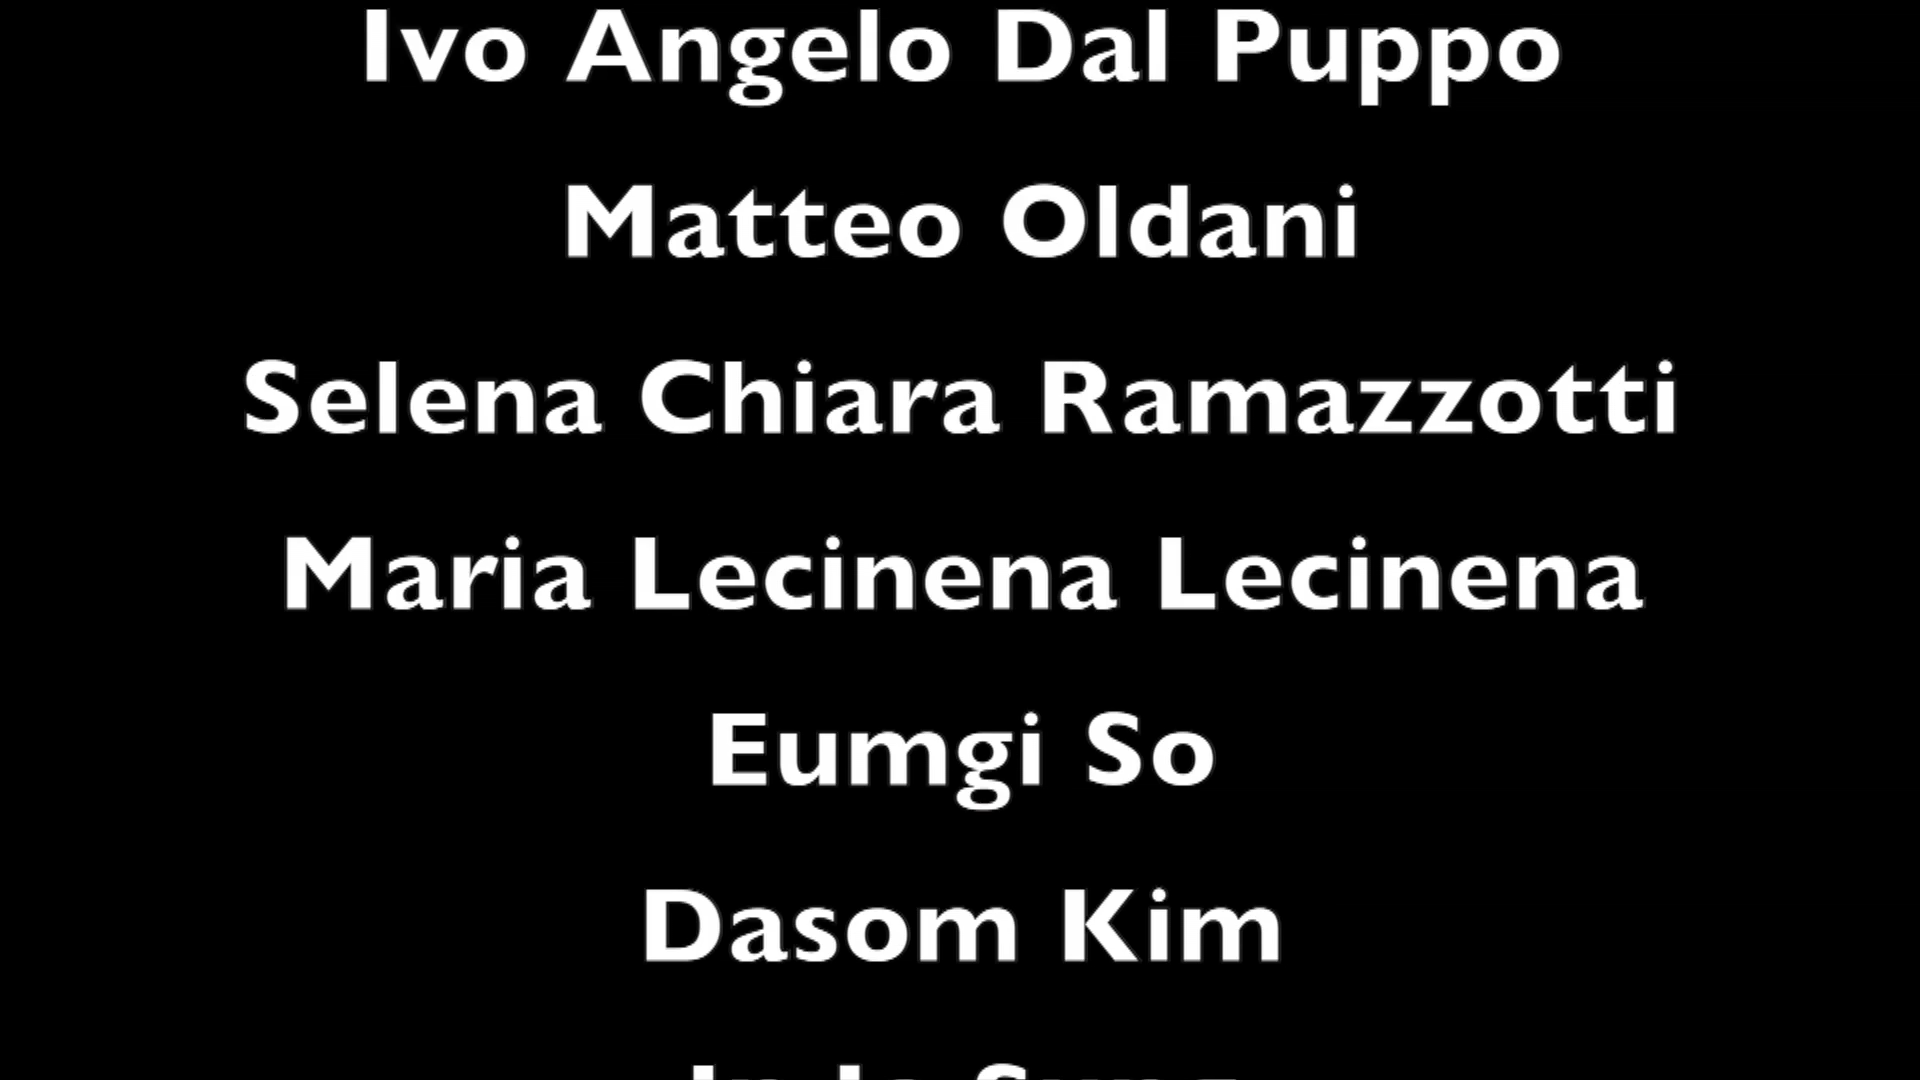 Ivo Angelo Dal Puppo
Matteo Oldani
Selena Chiara Ramazzotti
Maria Lecinena Lecinena
Eumgi So
Dasom Kim